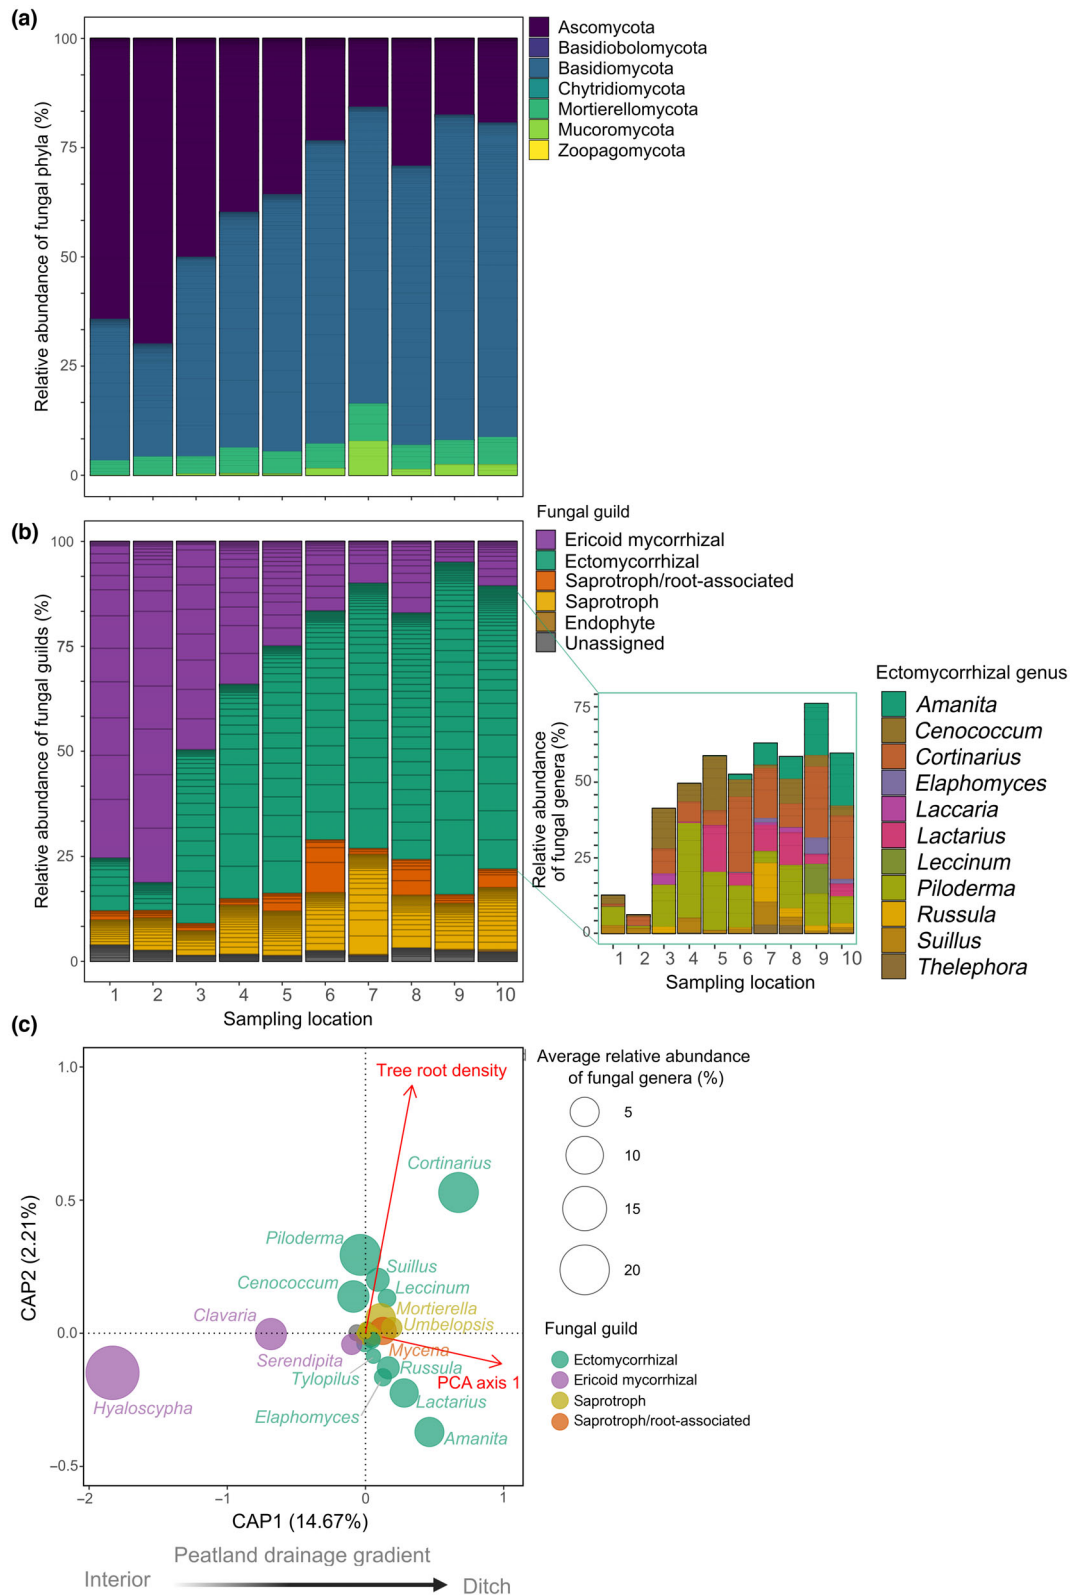 (a)
Relative abundance of fungal phyla (%)
100
75
50
25
0
Ascomycota
Basidiobolomycota
Basidiomycota
Chytridiomycota
Mortierellomycota
Mucoromycota
Zoopagomycota
(b)
Relative abundance of fungal guilds (%)
100
75
50
25
0
1 2 3 4 5 6 7 8 9 10
Sampling location
Fungal guild
Ericoid mycorrhizal
Ectomycorrhizal
Saprotroph/root-associated
Saprotroph
Endophyte
Unassigned
Relative abundance
of fungal genera (%)
75
50
25
0
1 2 3 4 5 6 7 8 9 10
Sampling location
Ectomycorrhizal genus
Amanita
Cenococcum
Cortinarius
Elaphomyces
Laccaria
Lactarius
Leccinum
Piloderma
Russula
Suillus
Thelephora
(c)
CAP2 (2.21%)
1.0
0.5
0.0
−0.5
Tree root density
Cortinarius
Piloderma
Suillus
Cenococcum
Leccinum
Clavaria
Mortierella
Umbelopsis
Serendipita
Mycena
Tylopilus
Russula
PCA axis 1
Hyaloscypha
Elaphomyces
Lactarius
Amanita
−2 −1 0 1
CAP1 (14.67%)
Average relative abundance
of fungal genera (%)
5
10
15
20
Fungal guild
Ectomycorrhizal
Ericoid mycorrhizal
Saprotroph
Saprotroph/root-associated
Peatland drainage gradient
Interior
Ditch